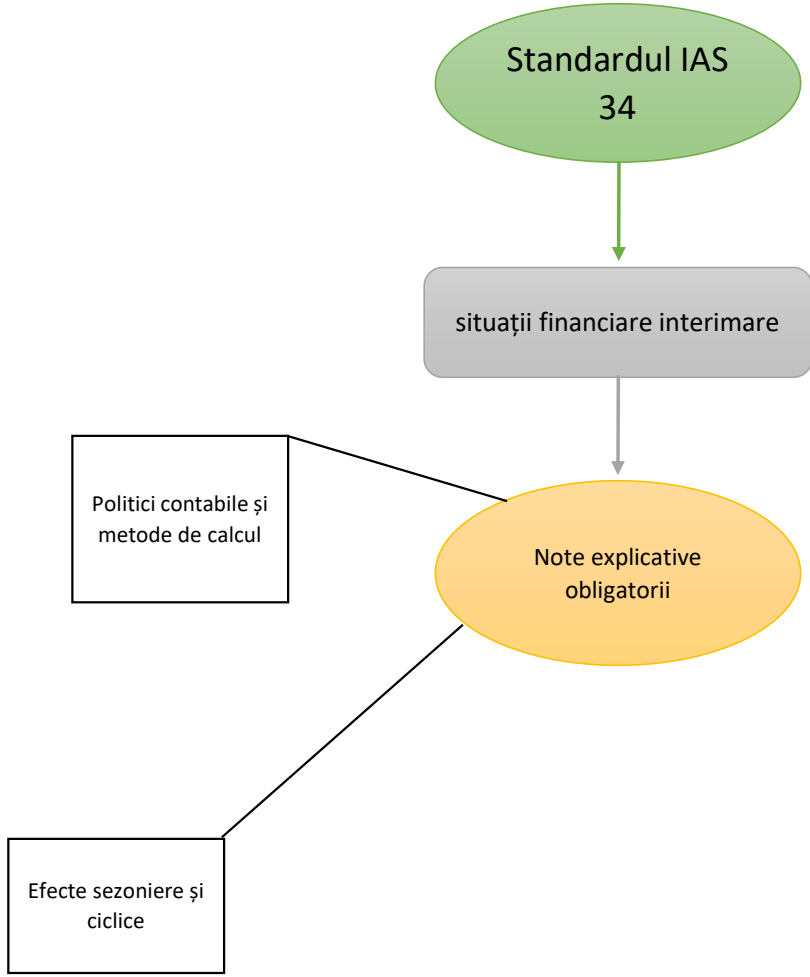 Standardul IAS
34
situații financiare interimare
Politici contabile și
metode de calcul
Note explicative
obligatorii
Efecte sezoniere și
ciclice